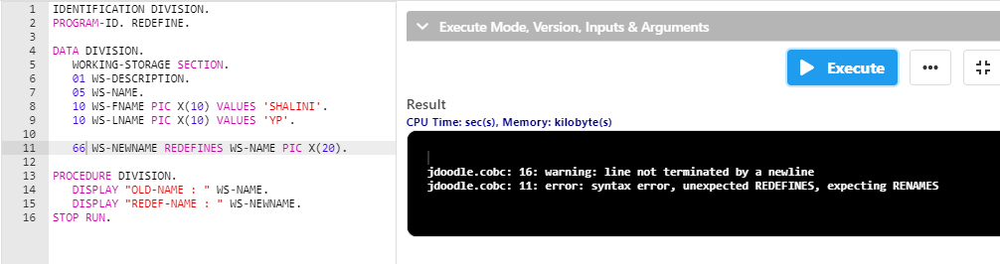 1 IDENTIFICATION DIVISION.
2 PROGRAM-ID. REDEFINE.
3
4 DATA DIVISION.
5 WORKING-STORAGE SECTION.
6 01 WS-DESCRIPTION.
7 05 WS-NAME.
8 10 WS-FNAME PIC X(10) VALUES 'SHALINI'.
9 10 WS-LNAME PIC X(10) VALUES 'YP'.
10
11 66 WS-NEWNAME REDEFINES WS-NAME PIC X(20).
12
13 PROCEDURE DIVISION.
14 DISPLAY "OLD-NAME : " WS-NAME.
15 DISPLAY "REDEF-NAME : " WS-NEWNAME.
16 STOP RUN.
Execute Mode, Version, Inputs & Arguments
Execute
Result
CPU Time: sec(s), Memory: kilobyte(s)
jdoodle.cobc: 16: warning: line not terminated by a newline
jdoodle.cobc: 11: error: syntax error, unexpected REDEFINES, expecting RENAMES